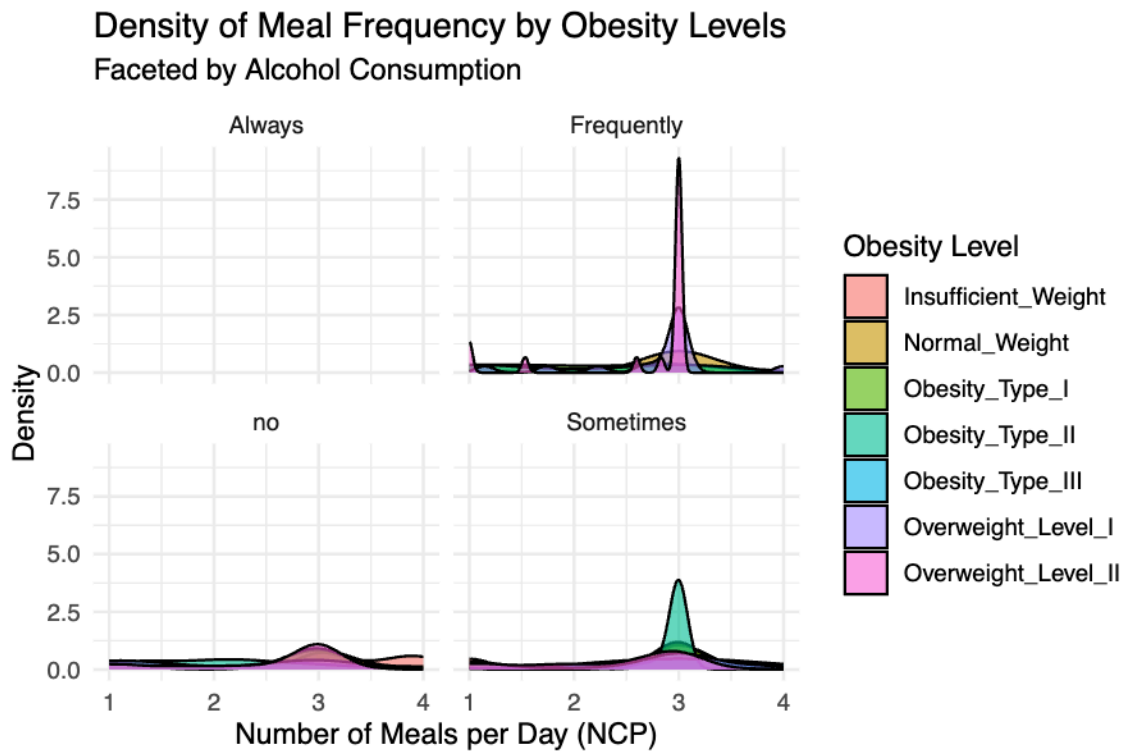 Density of Meal Frequency by Obesity Levels
Faceted by Alcohol Consumption
Always
Frequently
7.5
5.0
2.5
0.0
no
Sometimes
7.5
5.0
2.5
0.0
1 2 3 4
1 2 3 4
Number of Meals per Day (NCP)
Density
Obesity Level
Insufficient_Weight
Normal_Weight
Obesity_Type_I
Obesity_Type_II
Obesity_Type_III
Overweight_Level_I
Overweight_Level_II